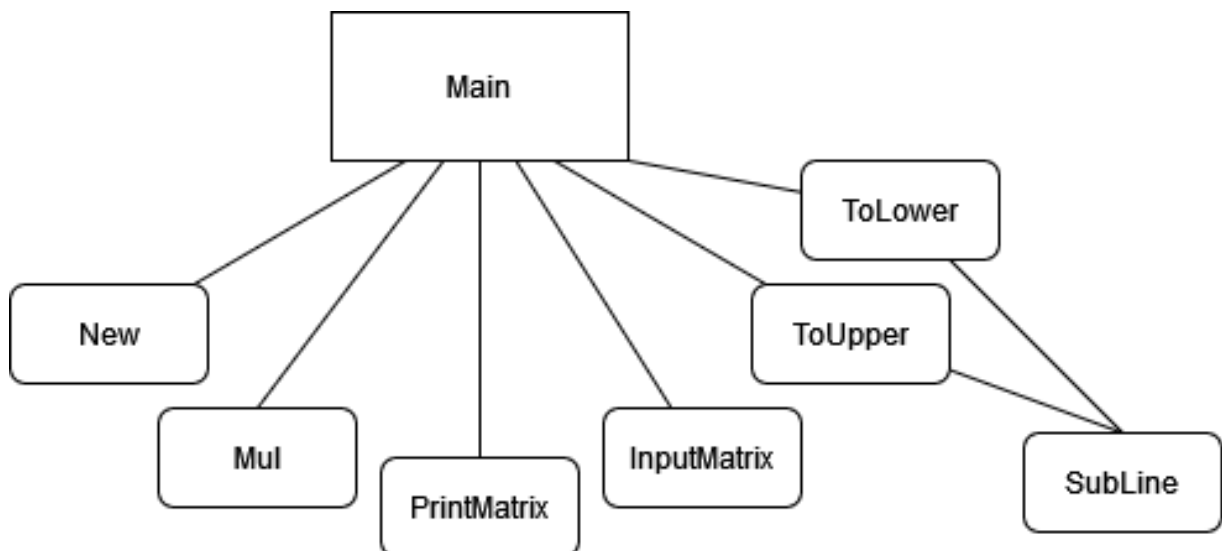 Main
ToLower
New
ToUpper
Mul
InputMatrix
PrintMatrix
SubLine